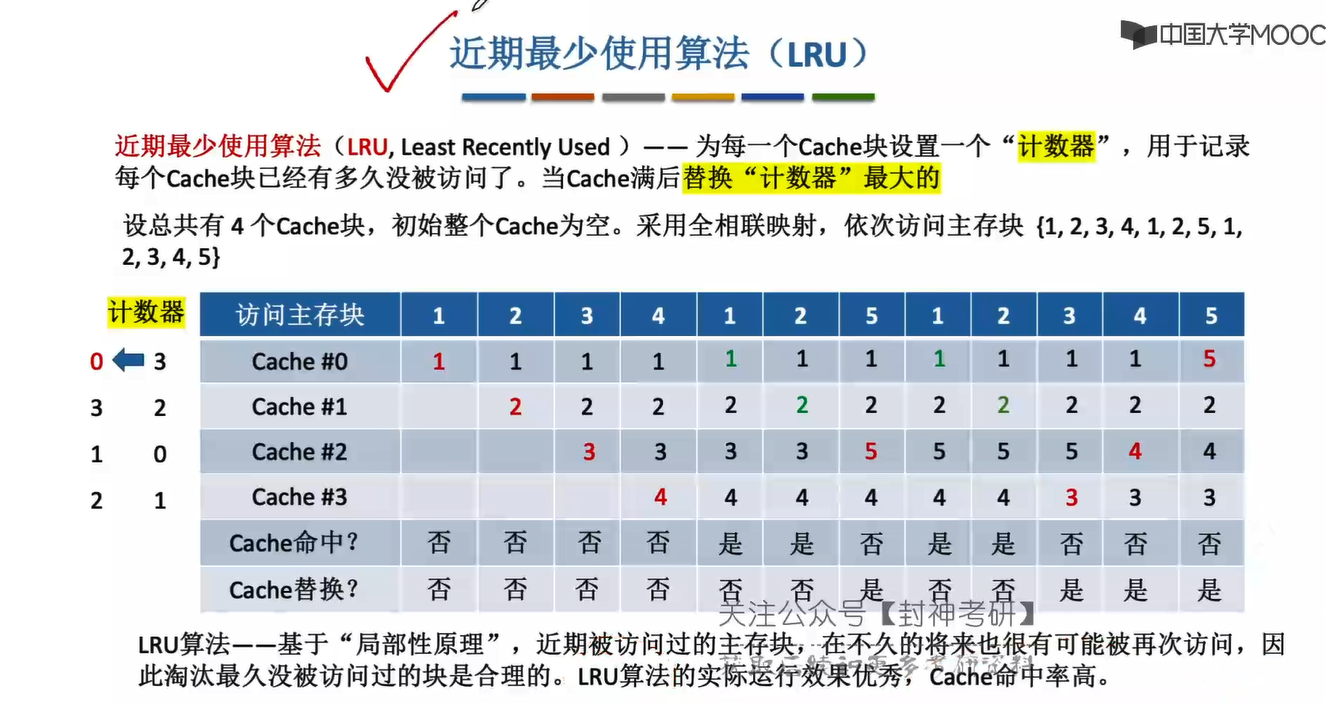 中国大学MOOC
近期最少使用算法（LRU）
近期最少使用算法（LRU, Least Recently Used ）—— 为每一个Cache块设置一个“计数器”，用于记录
每个Cache块已经有多久没被访问了。当Cache满后替换“计数器”最大的
设总共有 4 个Cache块，初始整个Cache为空。采用全相联映射，依次访问主存块 {1, 2, 3, 4, 1, 2, 5, 1,
2, 3, 4, 5}
计数器 访问主存块 1 2 3 4 1 2 5 1 2 3 4 5
0 3 Cache #0 1 1 1 1 1 1 1 1 1 1 1 5
3 2 Cache #1 2 2 2 2 2 2 2 2 2 2 2
1 0 Cache #2 3 3 3 3 5 5 5 5 4 4
2 1 Cache #3 4 4 4 4 4 4 3 3 3
Cache命中？ 否 否 否 否 是 是 否 是 是 否 否 否
Cache替换？ 否 否 否 否 否 否 是 否 否 是 是 是
关注公众号【封神考研】
LRU算法——基于“局部性原理”，近期被访问过的主存块，在不久的将来也很有可能被再次访问，因
此淘汰最久没被访问过的块是合理的。LRU算法的实际运行效果优秀，Cache命中率高。